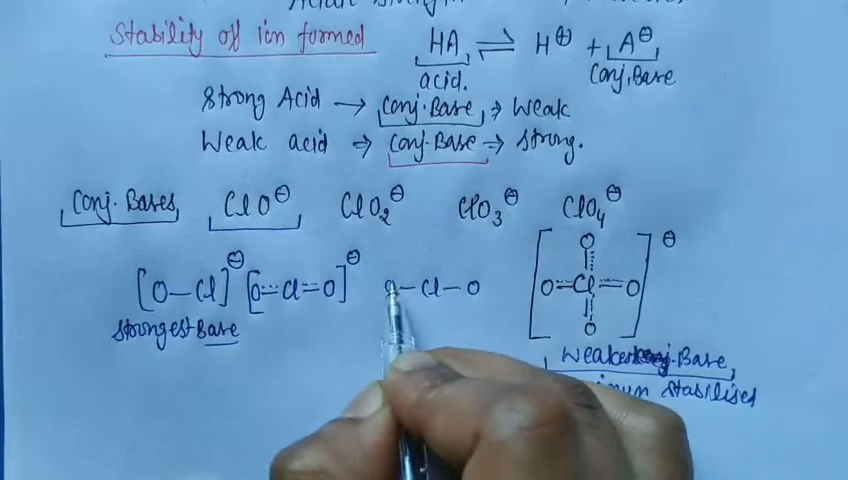 Stability of ion formed HA ⇌ H⊕ + A⊖
acid. Conj. Base
Strong Acid → Conj. Base → Weak
Weak acid → Conj. Base → strong.
Conj. Bases ClO⊖ ClO₂⊖ ClO₃⊖ ClO₄⊖
[O-Cl]⊖ [O=Cl=O]⊖ O-Cl-O [O=Cl=O]⊖
O
O
strongest Base
Base,
stabilised